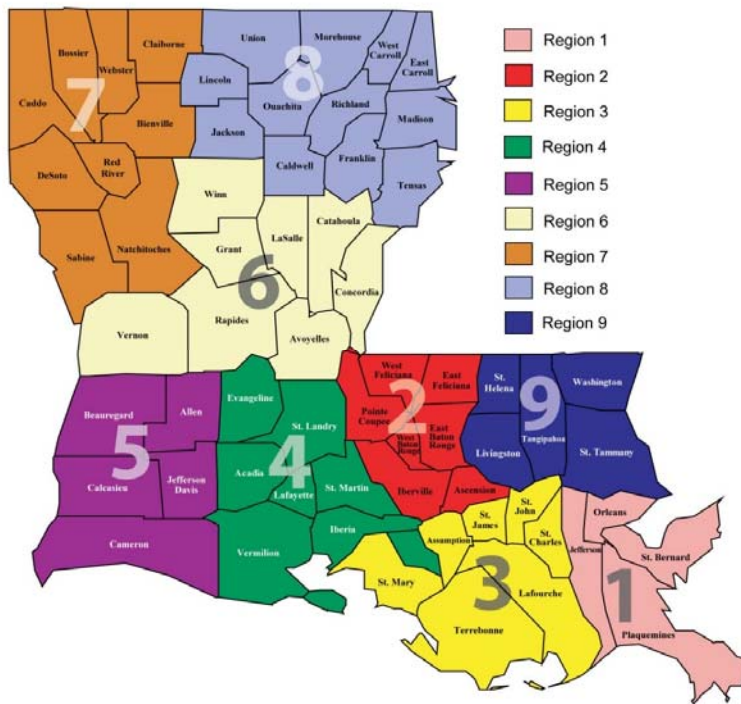 Claiborne
Union
Morehouse
West
Carroll
East
Carroll
Bossier
Webster
Lincoln
8
7
Caddo
Ouachita
Richland
Madison
Bienville
Jackson
Franklin
Caldwell
Red
River
DeSoto
Tensas
Winn
Catahoula
LaSalle
Grant
Natchitoches
Sabine
6
Concordia
Rapides
Vernon
Avoyelles
West
Feliciana
East
Feliciana
St.
Helena
Washington
Evangeline
2
9
Beauregard
Allen
Pointe
Coupee
St. Landry
East
Baton
Rouge
West
Baton
Rouge
Tangipahoa
5
4
Livingston
St. Tammany
Acadia
Calcasieu
Jefferson
Davis
Lafayette
St. Martin
Iberville
Ascension
St.
John
Orleans
St.
James
Iberia
Assumption
St.
Charles
Jefferson
Cameron
Vermilion
St. Bernard
St. Mary
3
Lafourche
1
Terrebonne
Plaquemines
Region 1
Region 2
Region 3
Region 4
Region 5
Region 6
Region 7
Region 8
Region 9